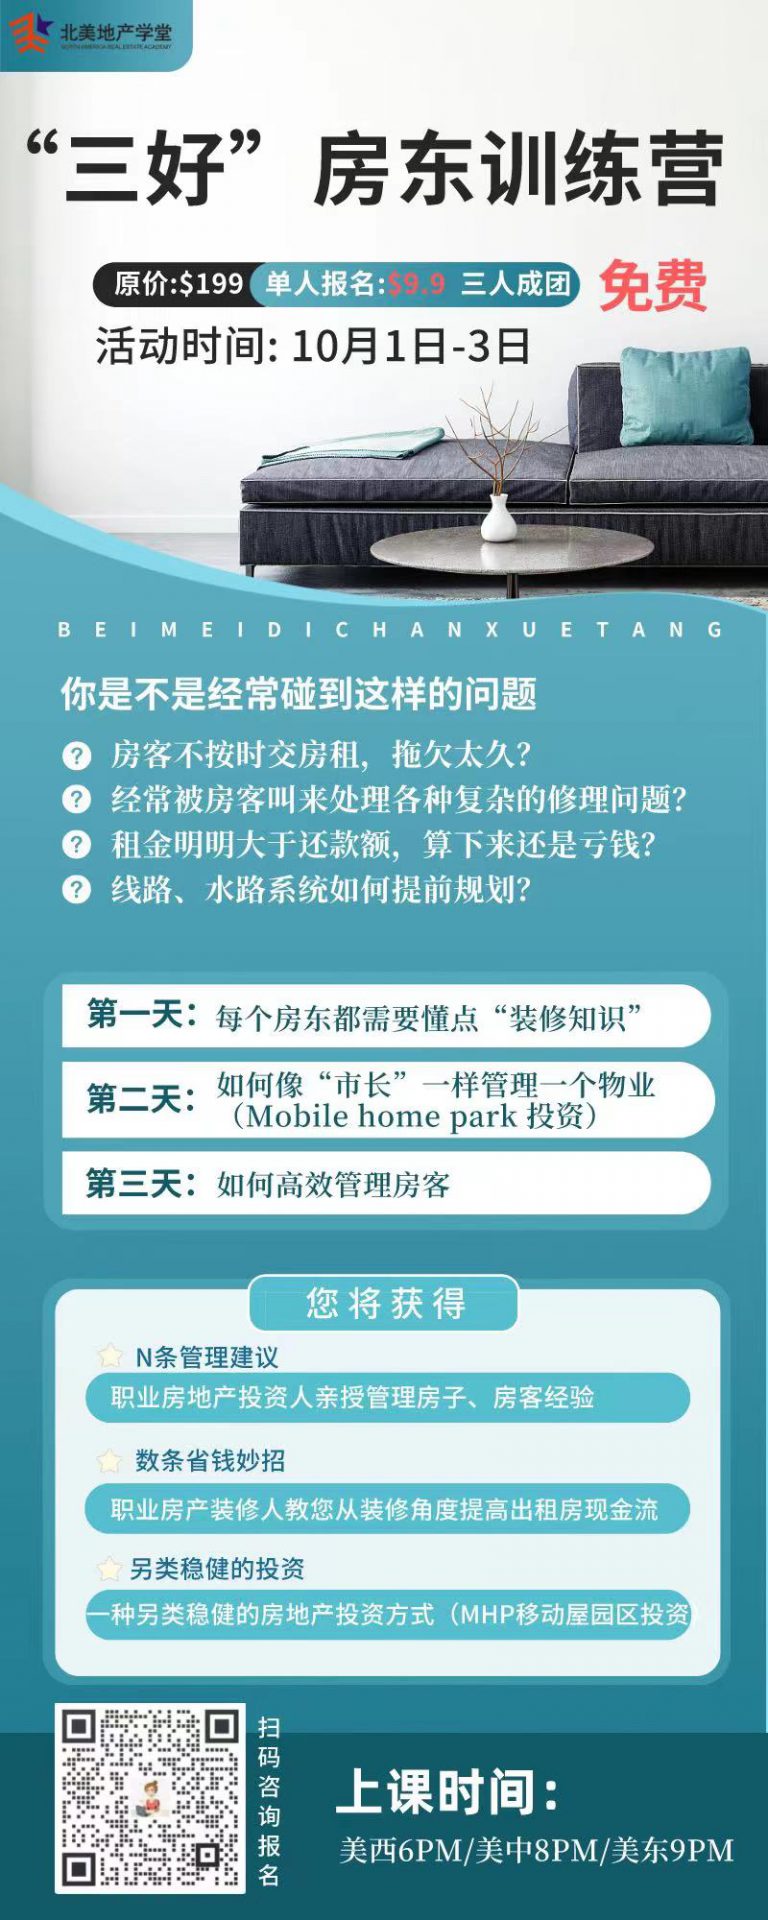 北美地产学堂
NORTH AMERICA REAL ESTATE ACADEMY
“三好”房东训练营
原价:$199 单人报名:$9.9 三人成团 免费
活动时间: 10月1日-3日
BEIMEIDICHANXUETANG
你是不是经常碰到这样的问题
? 房客不按时交房租，拖欠太久?
? 经常被房客叫来处理各种复杂的修理问题?
? 租金明明大于还款额，算下来还是亏钱?
? 线路、水路系统如何提前规划?
第一天：每个房东都需要懂点“装修知识”
第二天：如何像“市长”一样管理一个物业
（Mobile home park 投资）
第三天：如何高效管理房客
您将获得
N条管理建议
职业房地产投资人亲授管理房子、房客经验
数条省钱妙招
职业房产装修人教您从装修角度提高出租房现金流
另类稳健的投资
一种另类稳健的房地产投资方式（MHP移动屋园区投资）
扫码咨询报名
上课时间：
美西6PM/美中8PM/美东9PM